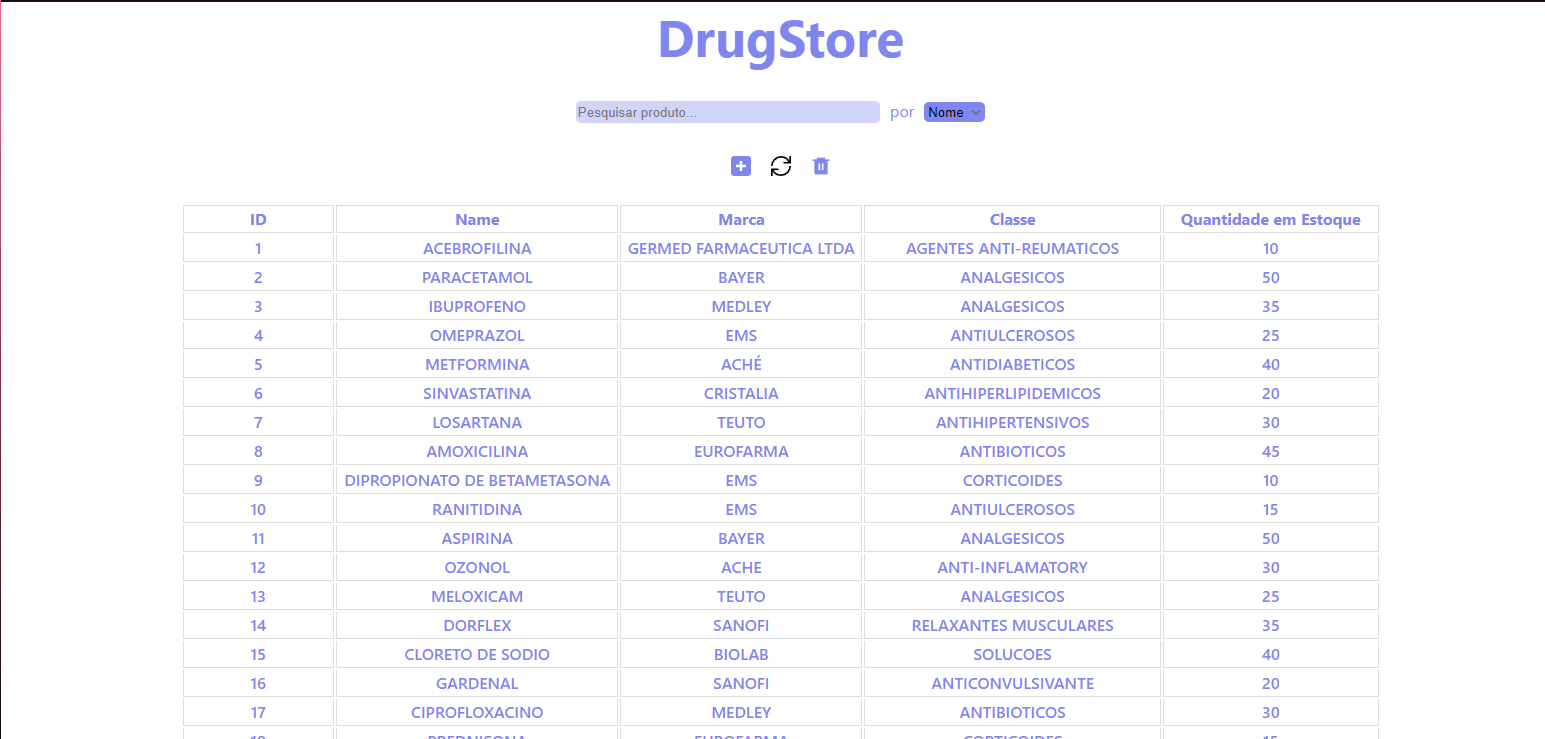 DrugStore
Pesquisar produto... por Nome
ID Name Marca Classe Quantidade em Estoque
1 ACEBROFILINA GERMED FARMACEUTICA LTDA AGENTES ANTI-REUMATICOS 10
2 PARACETAMOL BAYER ANALGESICOS 50
3 IBUPROFENO MEDLEY ANALGESICOS 35
4 OMEPRAZOL EMS ANTIULCEROSOS 25
5 METFORMINA ACHÉ ANTIDIABETICOS 40
6 SINVASTATINA CRISTALIA ANTIHIPERLIPIDEMICOS 20
7 LOSARTANA TEUTO ANTIHIPERTENSIVOS 30
8 AMOXICILINA EUROFARMA ANTIBIOTICOS 45
9 DIPROPIONATO DE BETAMETASONA EMS CORTICOIDES 10
10 RANITIDINA EMS ANTIULCEROSOS 15
11 ASPIRINA BAYER ANALGESICOS 50
12 OZONOL ACHE ANTI-INFLAMATORY 30
13 MELOXICAM TEUTO ANALGESICOS 25
14 DORFLEX SANOFI RELAXANTES MUSCULARES 35
15 CLORETO DE SODIO BIOLAB SOLUCOES 40
16 GARDENAL SANOFI ANTICONVULSIVANTE 20
17 CIPROFLOXACINO MEDLEY ANTIBIOTICOS 30